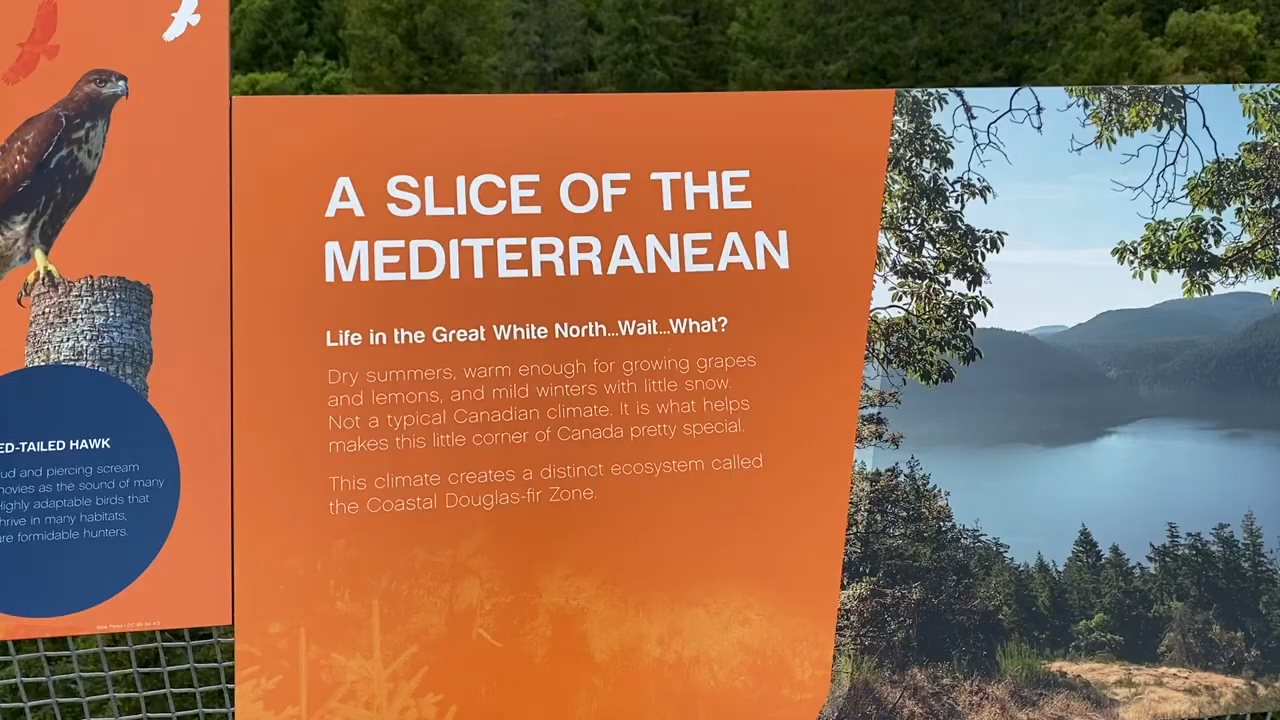 ED-TAILED HAWK
ud and piercing scream
movies as the sound of many
Highly adaptable birds that
hrive in many habitats,
re formidable hunters.
A SLICE OF THE
MEDITERRANEAN
Life in the Great White North...Wait...What?
Dry summers, warm enough for growing grapes
and lemons, and mild winters with little snow.
Not a typical Canadian climate. It is what helps
makes this little corner of Canada pretty special.
This climate creates a distinct ecosystem called
the Coastal Douglas-fir Zone.